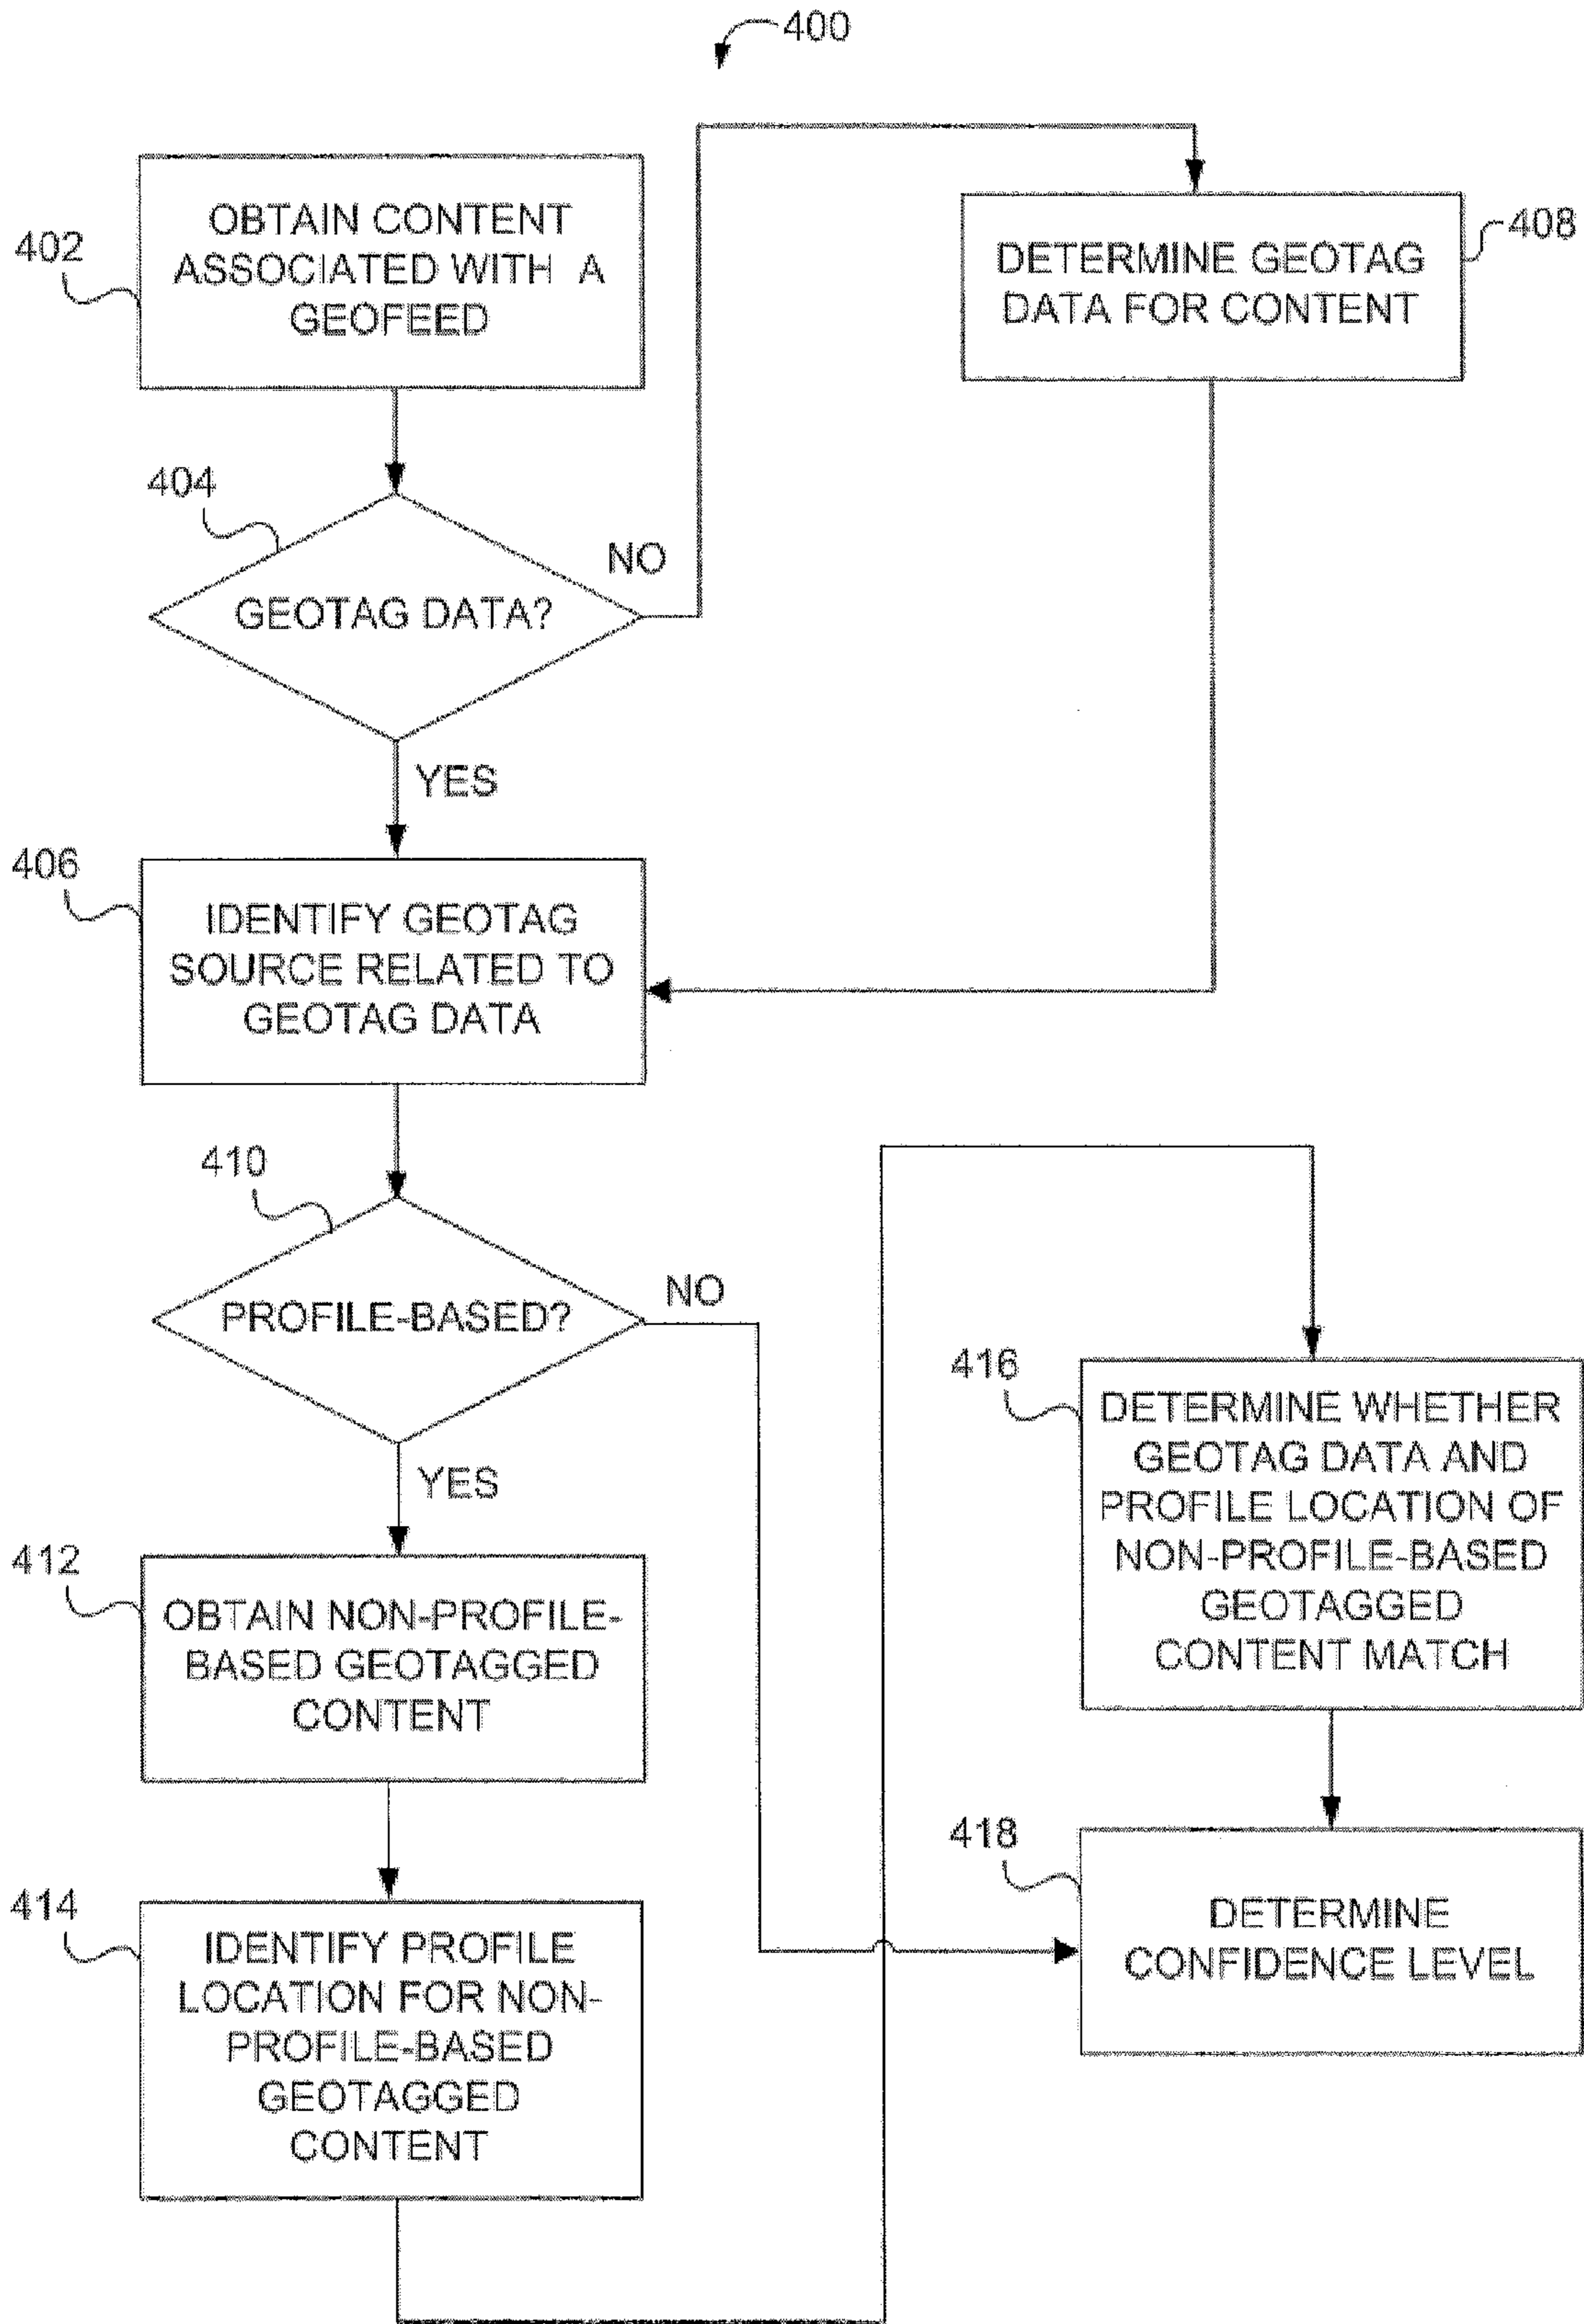 400
402
OBTAIN CONTENT
ASSOCIATED WITH A
GEOFEED
408
DETERMINE GEOTAG
DATA FOR CONTENT
404
GEOTAG DATA?
NO
YES
406
IDENTIFY GEOTAG
SOURCE RELATED TO
GEOTAG DATA
410
PROFILE-BASED?
NO
YES
412
OBTAIN NON-PROFILE-
BASED GEOTAGGED
CONTENT
414
IDENTIFY PROFILE
LOCATION FOR NON-
PROFILE-BASED
GEOTAGGED
CONTENT
416
DETERMINE WHETHER
GEOTAG DATA AND
PROFILE LOCATION OF
NON-PROFILE-BASED
GEOTAGGED
CONTENT MATCH
418
DETERMINE
CONFIDENCE LEVEL